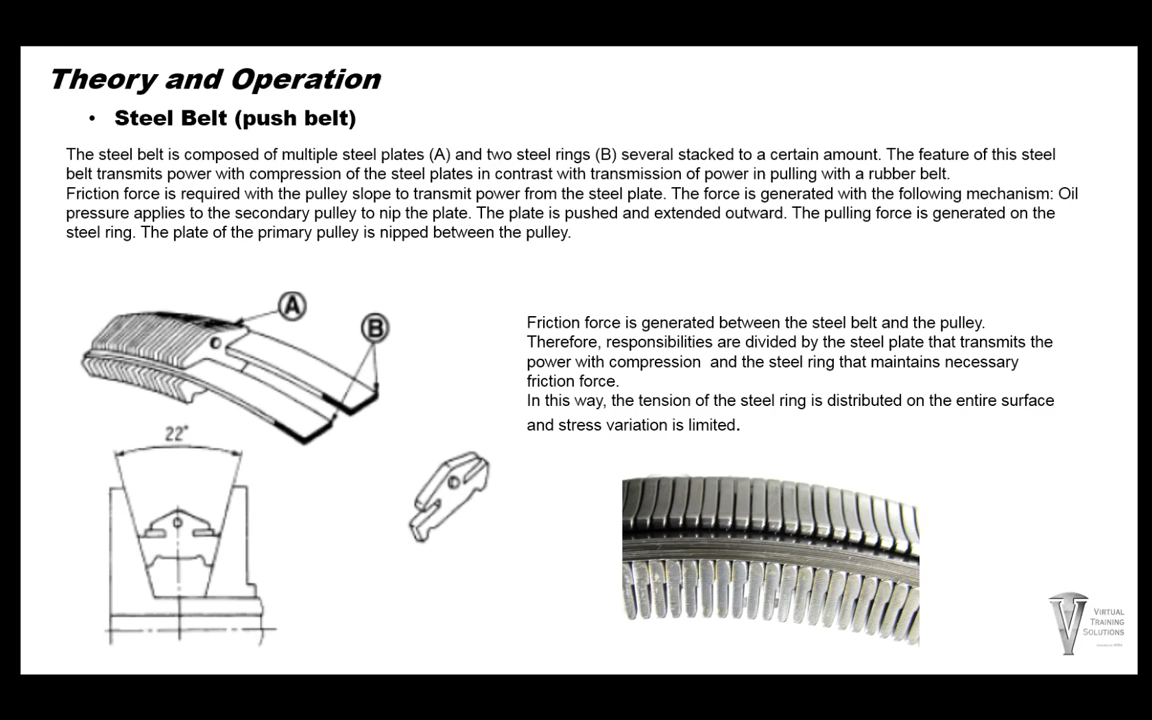 Theory and Operation
• Steel Belt (push belt)
The steel belt is composed of multiple steel plates (A) and two steel rings (B) several stacked to a certain amount. The feature of this steel
belt transmits power with compression of the steel plates in contrast with transmission of power in pulling with a rubber belt.
Friction force is required with the pulley slope to transmit power from the steel plate. The force is generated with the following mechanism: Oil
pressure applies to the secondary pulley to nip the plate. The plate is pushed and extended outward. The pulling force is generated on the
steel ring. The plate of the primary pulley is nipped between the pulley.
A
B
Friction force is generated between the steel belt and the pulley.
Therefore, responsibilities are divided by the steel plate that transmits the
power with compression and the steel ring that maintains necessary
friction force.
In this way, the tension of the steel ring is distributed on the entire surface
and stress variation is limited.
22°
V
VIRTUAL
TRAINING
SOLUTIONS